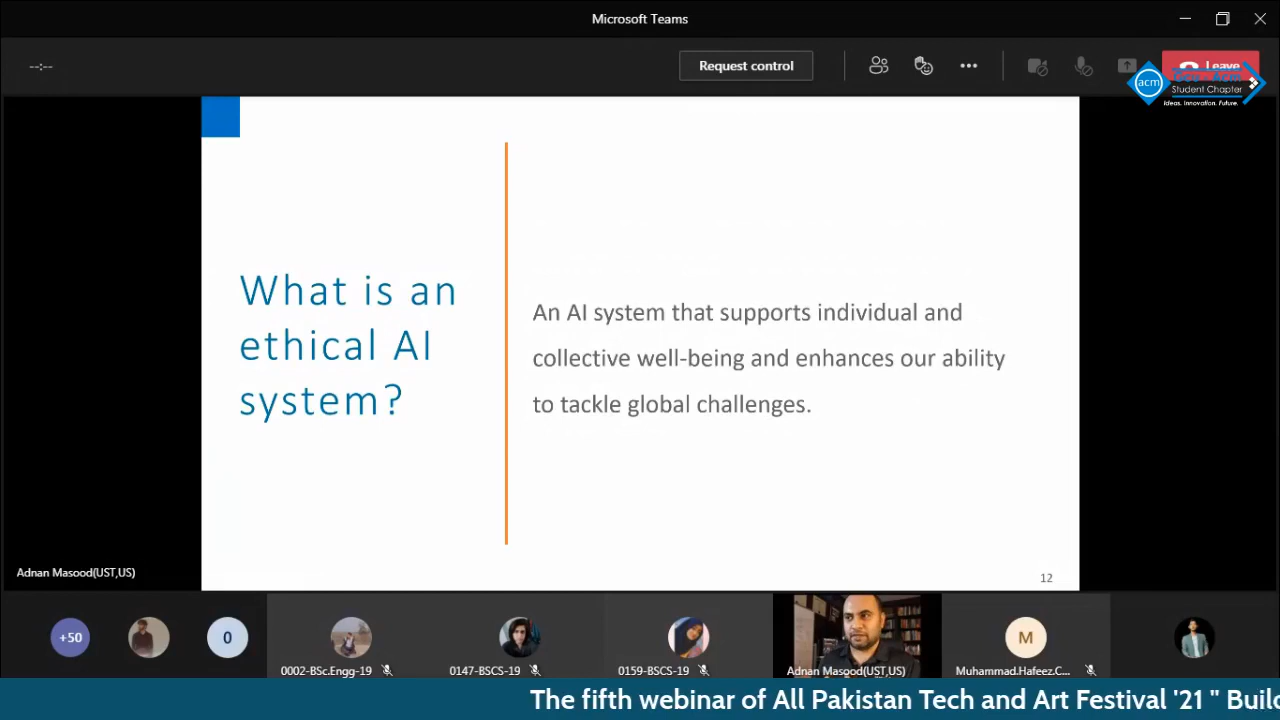 Microsoft Teams
--:--
Request control
Leave
acm
Student Chapter
Ideas. Innovation. Future.
What is an
ethical AI
system?
An AI system that supports individual and
collective well-being and enhances our ability
to tackle global challenges.
12
Adnan Masood(UST,US)
+50
0
0002-BSc.Engg-19
0147-BSCS-19
0159-BSCS-19
Adnan Masood(UST,US)
M
Muhammad.Hafeez.C...
The fifth webinar of All Pakistan Tech and Art Festival '21 " Build